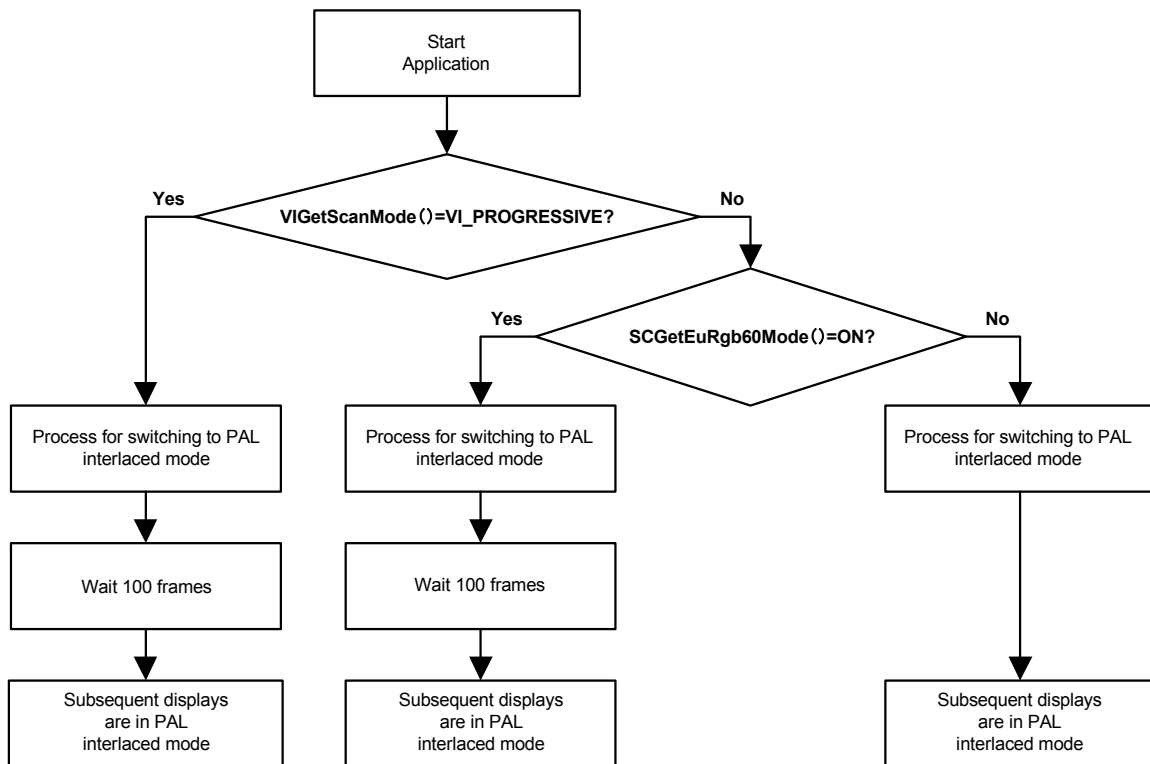 Start
Application
Yes
No
VIGetScanMode()=VI_PROGRESSIVE?
Yes
No
SCGetEuRgb60Mode()=ON?
Process for switching to PAL
interlaced mode
Process for switching to PAL
interlaced mode
Process for switching to PAL
interlaced mode
Wait 100 frames
Wait 100 frames
Subsequent displays
are in PAL
interlaced mode
Subsequent displays
are in PAL
interlaced mode
Subsequent displays
are in PAL
interlaced mode